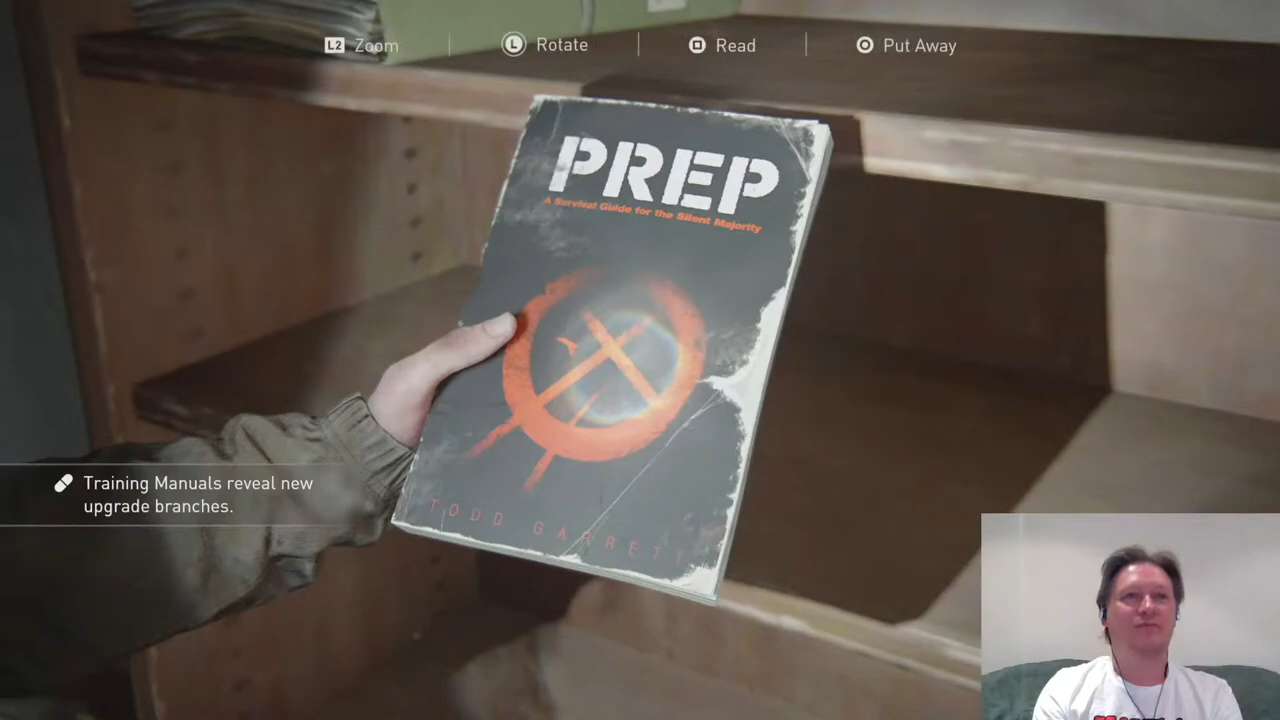 L2 Zoom
L Rotate
Read
Put Away
PREP
A Survival Guide for the Silent Majority
TODD GARRETT
Training Manuals reveal new
upgrade branches.